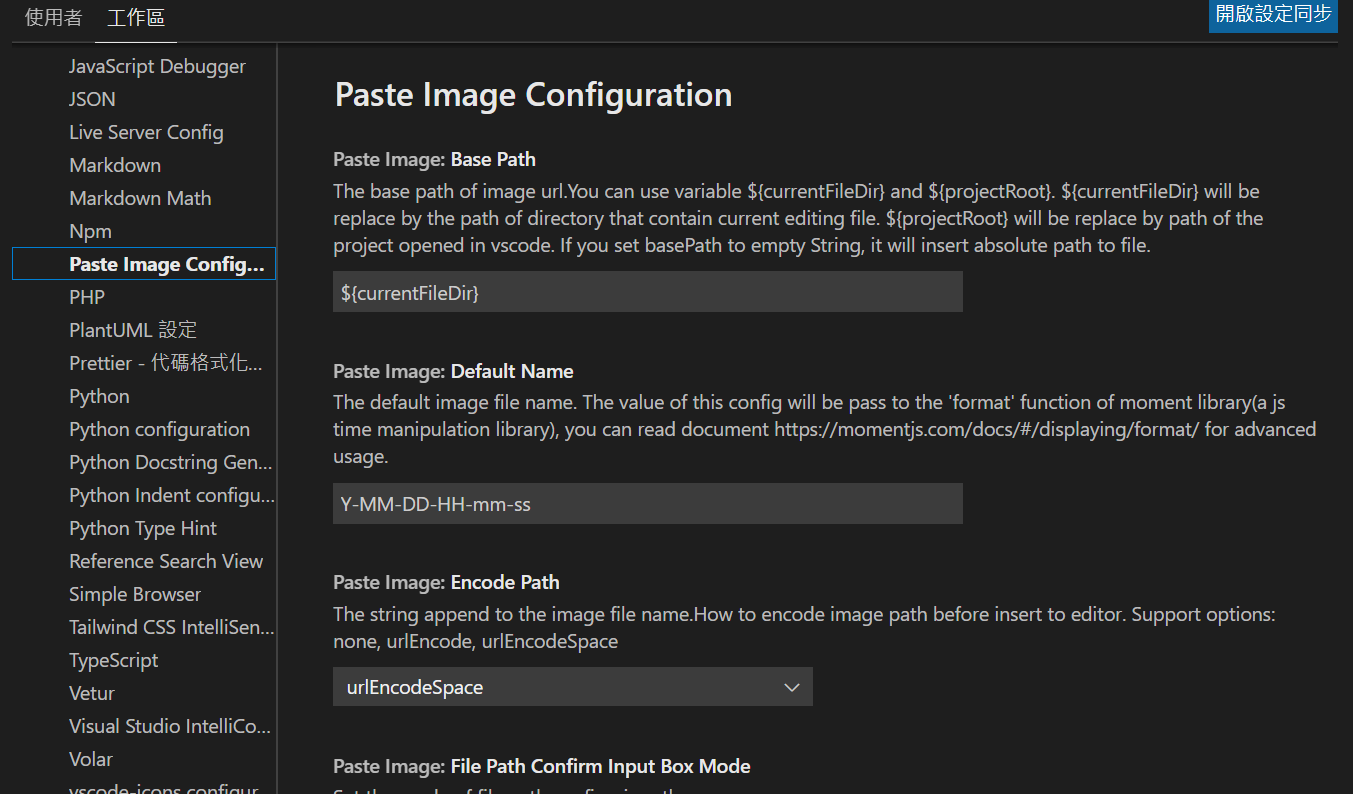 使用者
工作區
開啟設定同步
JavaScript Debugger
JSON
Live Server Config
Markdown
Markdown Math
Npm
Paste Image Config...
PHP
PlantUML 設定
Prettier - 代碼格式化...
Python
Python configuration
Python Docstring Gen...
Python Indent configu...
Python Type Hint
Reference Search View
Simple Browser
Tailwind CSS IntelliSen...
TypeScript
Vetur
Visual Studio IntelliCo...
Volar
vscode-icons configur...
Paste Image Configuration
Paste Image: Base Path
The base path of image url.You can use variable ${currentFileDir} and ${projectRoot}. ${currentFileDir} will be
replace by the path of directory that contain current editing file. ${projectRoot} will be replace by path of the
project opened in vscode. If you set basePath to empty String, it will insert absolute path to file.
${currentFileDir}
Paste Image: Default Name
The default image file name. The value of this config will be pass to the 'format' function of moment library(a js
time manipulation library), you can read document https://momentjs.com/docs/#/displaying/format/ for advanced
usage.
Y-MM-DD-HH-mm-ss
Paste Image: Encode Path
The string append to the image file name.How to encode image path before insert to editor. Support options:
none, urlEncode, urlEncodeSpace
urlEncodeSpace
Paste Image: File Path Confirm Input Box Mode